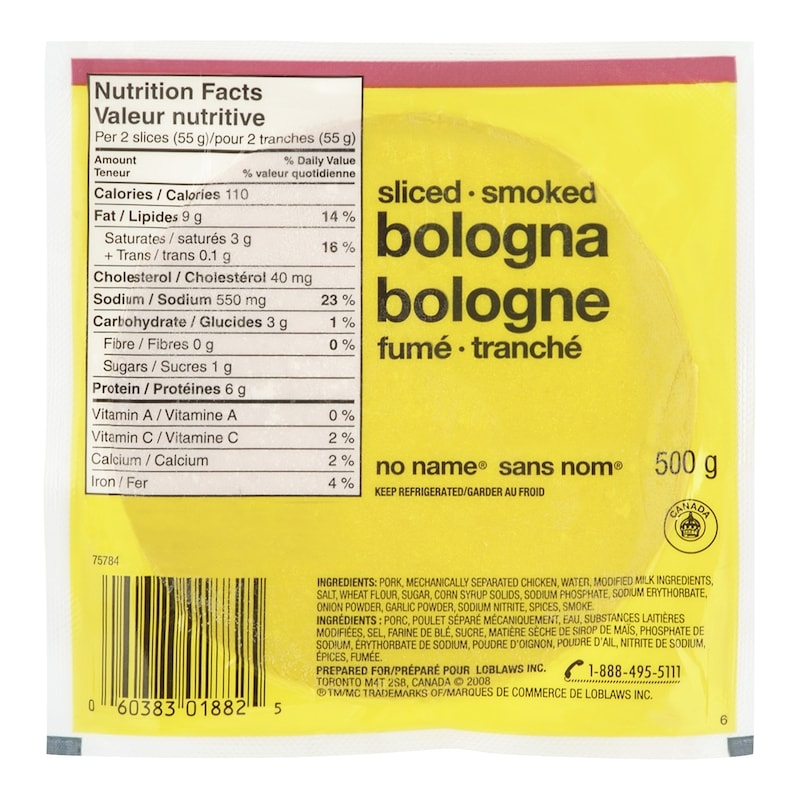 Nutrition Facts
Valeur nutritive
Per 2 slices (55 g)/pour 2 tranches (55 g)
Amount % Daily Value
Teneur % valeur quotidienne
Calories / Calories 110
Fat / Lipides 9 g 14 %
Saturates / saturés 3 g
+ Trans / trans 0.1 g 16 %
Cholesterol / Cholestérol 40 mg
Sodium / Sodium 550 mg 23 %
Carbohydrate / Glucides 3 g 1 %
Fibre / Fibres 0 g 0 %
Sugars / Sucres 1 g
Protein / Protéines 6 g
Vitamin A / Vitamine A 0 %
Vitamin C / Vitamine C 2 %
Calcium / Calcium 2 %
Iron / Fer 4 %
sliced · smoked
bologna
bologne
fumé · tranché
no name® sans nom® 500 g
KEEP REFRIGERATED/GARDER AU FROID
CANADA
75784
0 60383 01882 5
INGREDIENTS: PORK, MECHANICALLY SEPARATED CHICKEN, WATER, MODIFIED MILK INGREDIENTS,
SALT, WHEAT FLOUR, SUGAR, CORN SYRUP SOLIDS, SODIUM PHOSPHATE, SODIUM ERYTHORBATE,
ONION POWDER, GARLIC POWDER, SODIUM NITRITE, SPICES, SMOKE.
INGRÉDIENTS : PORC, POULET SÉPARÉ MÉCANIQUEMENT, EAU, SUBSTANCES LAITIÈRES
MODIFIÉES, SEL, FARINE DE BLÉ, SUCRE, MATIÈRE SÈCHE DE SIROP DE MAÏS, PHOSPHATE DE
SODIUM, ÉRYTHORBATE DE SODIUM, POUDRE D'OIGNON, POUDRE D'AIL, NITRITE DE SODIUM,
ÉPICES, FUMÉE.
PREPARED FOR/PRÉPARÉ POUR LOBLAWS INC.
TORONTO M4T 2S8, CANADA © 2008
1-888-495-5111
®TM/MC TRADEMARKS OF/MARQUES DE COMMERCE DE LOBLAWS INC.
6